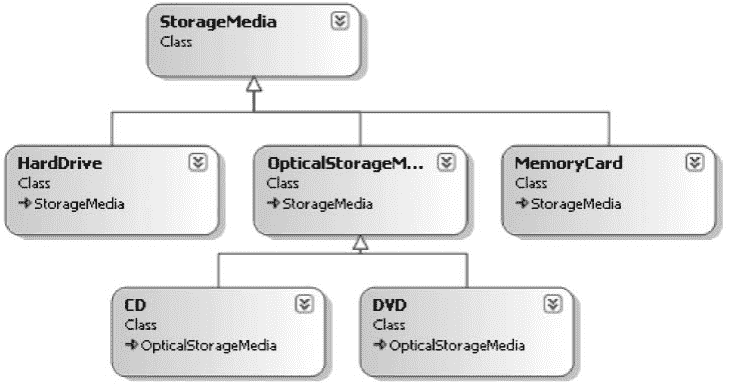 StorageMedia
Class
HardDrive
Class
StorageMedia
OpticalStorageM...
Class
StorageMedia
MemoryCard
Class
StorageMedia
CD
Class
OpticalStorageMedia
DVD
Class
OpticalStorageMedia